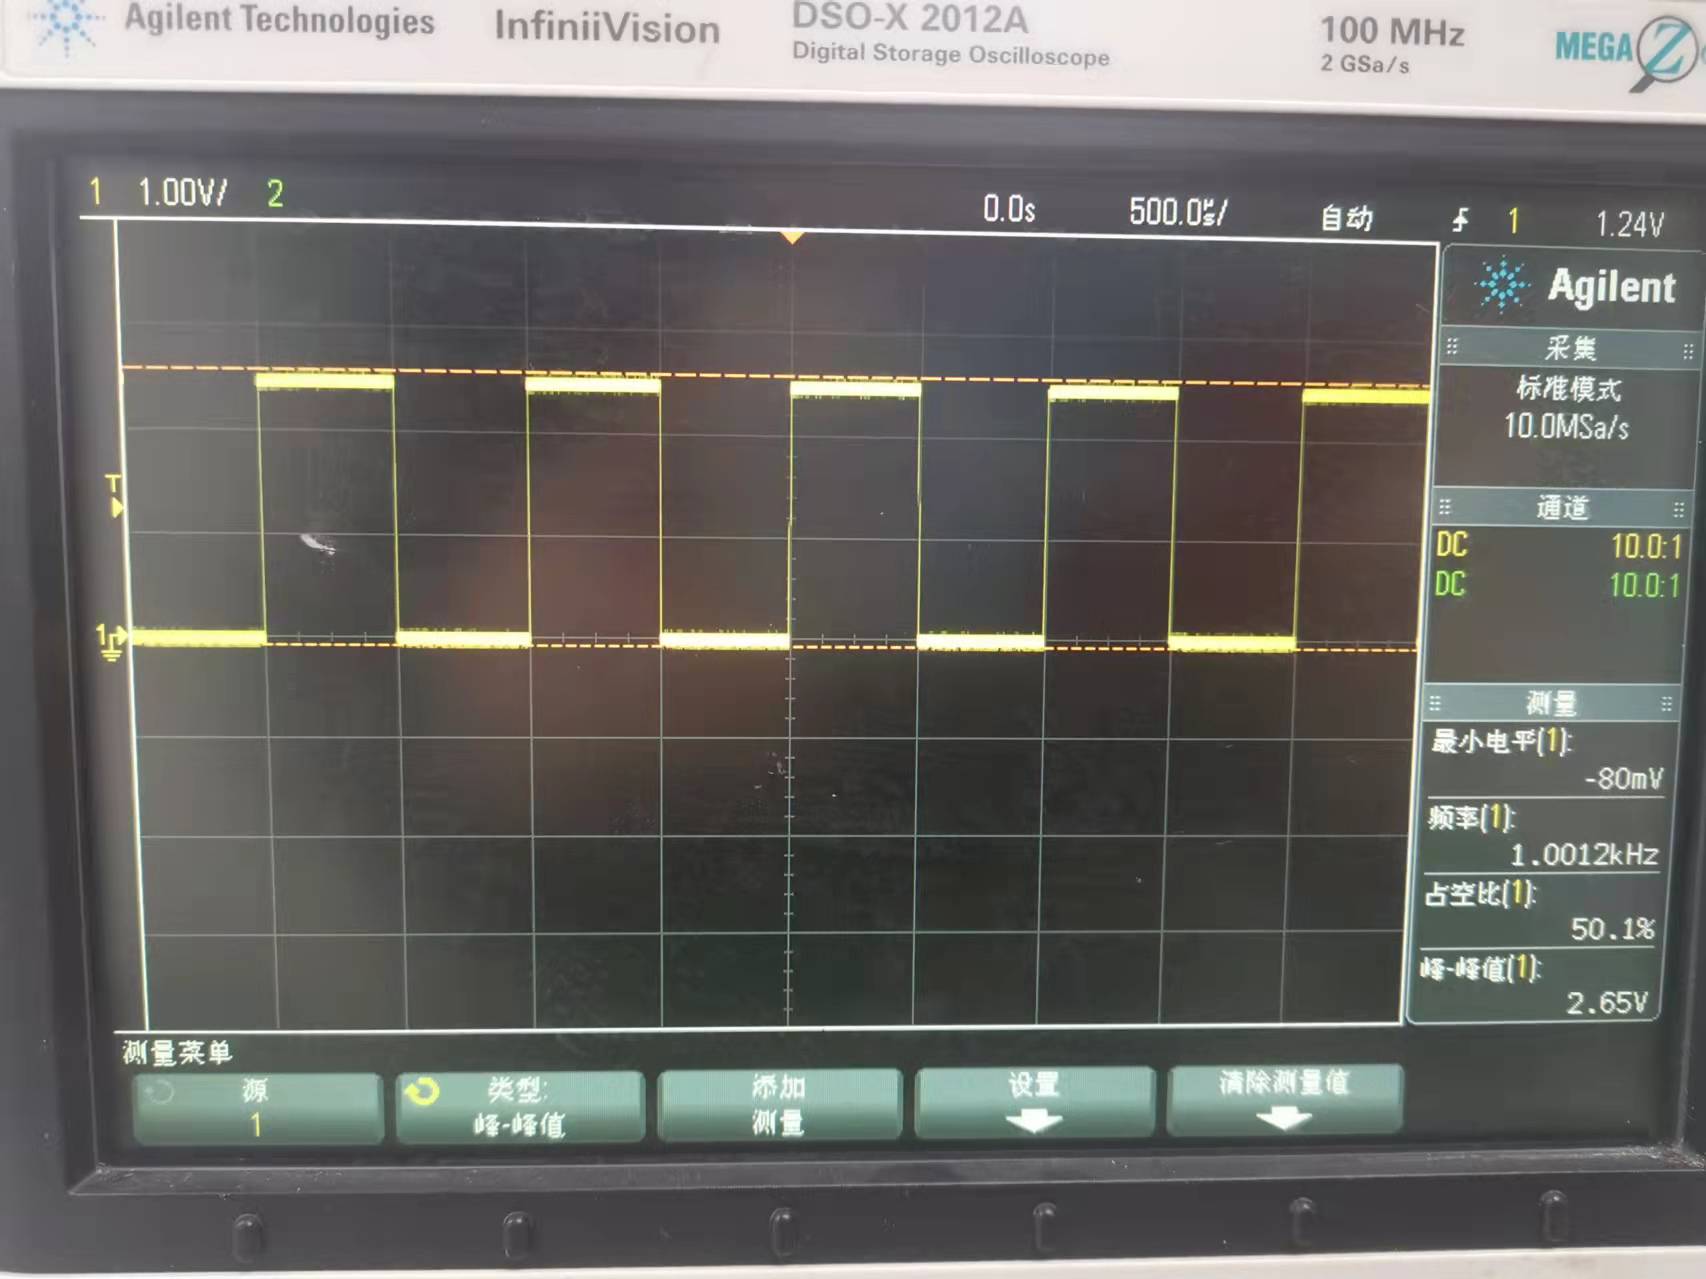 Agilent Technologies InfiniiVision DSO-X 2012A 100 MHz MEGA Z
Digital Storage Oscilloscope 2 GSa/s
1 1.00V/ 2 0.0s 500.0µs/ 自动 1 1.24V
Agilent
采集
标准模式
10.0MSa/s
T
通道
DC 10.0:1
DC 10.0:1
1
测量
最小电平(1):
-80mV
频率(1):
1.0012kHz
占空比(1):
50.1%
峰-峰值(1):
2.65V
测量菜单
源 类型: 添加 设置 清除测量值
1 峰-峰值 测量